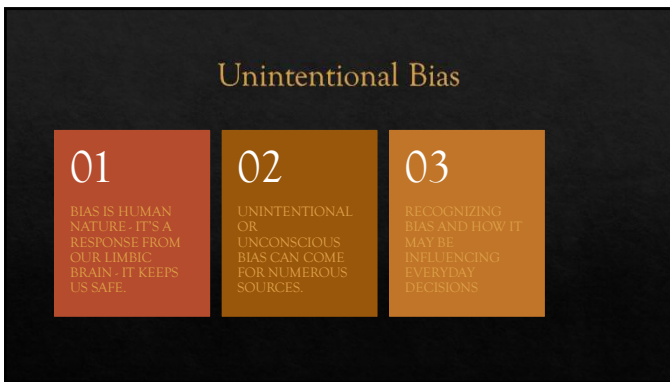 Unintentional Bias
01
BIAS IS HUMAN
NATURE - IT'S A
RESPONSE FROM
OUR LIMBIC
BRAIN - IT KEEPS
US SAFE.
02
UNINTENTIONAL
OR
UNCONSCIOUS
BIAS CAN COME
FOR NUMEROUS
SOURCES.
03
RECOGNIZING
BIAS AND HOW IT
MAY BE
INFLUENCING
EVERYDAY
DECISIONS